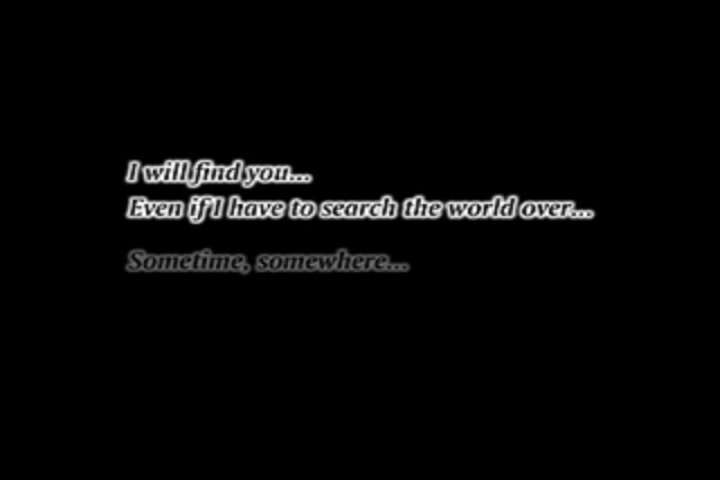 I will find you...
Even if I have to search the world over...
Sometime, somewhere...